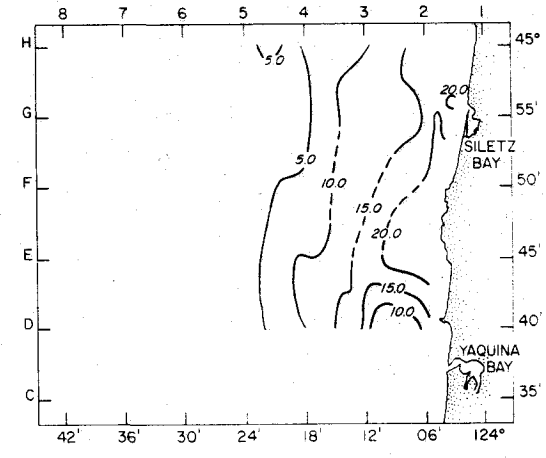 8 7 6 5 4 3 2 1
H 5.0 45°
20.0
G 55'
SILETZ
BAY
5.0
F 10.0 50'
15.0
20.0
E 45'
15.0
10.0
D 40'
YAQUINA
BAY
C 35'
42' 36' 30' 24' 18' 12' 06' 124°